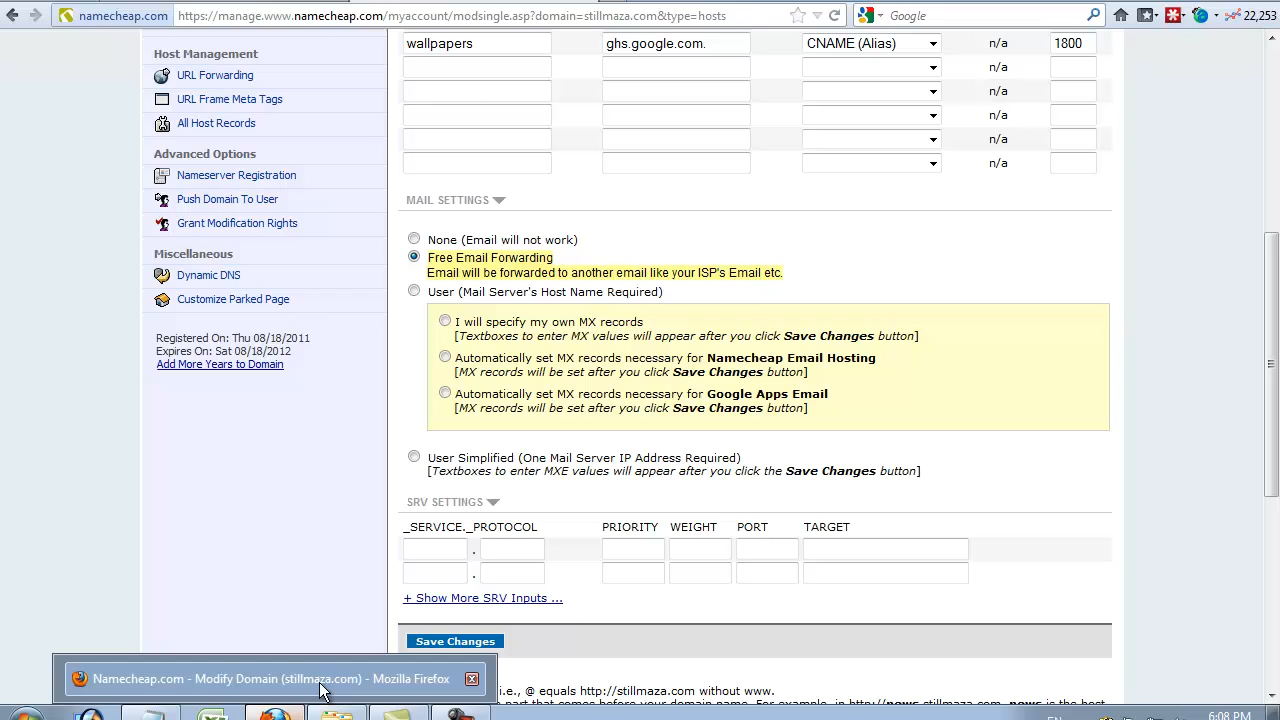 namecheap.com
https://manage.www.namecheap.com/myaccount/modsingle.asp?domain=stillmaza.com&type=hosts
Google
22,253
Host Management
URL Forwarding
URL Frame Meta Tags
All Host Records
Advanced Options
Nameserver Registration
Push Domain To User
Grant Modification Rights
Miscellaneous
Dynamic DNS
Customize Parked Page
Registered On: Thu 08/18/2011
Expires On: Sat 08/18/2012
Add More Years to Domain
wallpapers ghs.google.com. CNAME (Alias) n/a 1800
n/a
n/a
n/a
n/a
n/a
MAIL SETTINGS
None (Email will not work)
Free Email Forwarding
Email will be forwarded to another email like your ISP's Email etc.
User (Mail Server's Host Name Required)
I will specify my own MX records
[Textboxes to enter MX values will appear after you click Save Changes button]
Automatically set MX records necessary for Namecheap Email Hosting
[MX records will be set after you click Save Changes button]
Automatically set MX records necessary for Google Apps Email
[MX records will be set after you click Save Changes button]
User Simplified (One Mail Server IP Address Required)
[Textboxes to enter MXE values will appear after you click the Save Changes button]
SRV SETTINGS
_SERVICE._PROTOCOL PRIORITY WEIGHT PORT TARGET
.
.
+ Show More SRV Inputs ...
Save Changes
i.e., @ equals http://stillmaza.com without www.
Namecheap.com - Modify Domain (stillmaza.com) - Mozilla Firefox
EN
6:08 PM